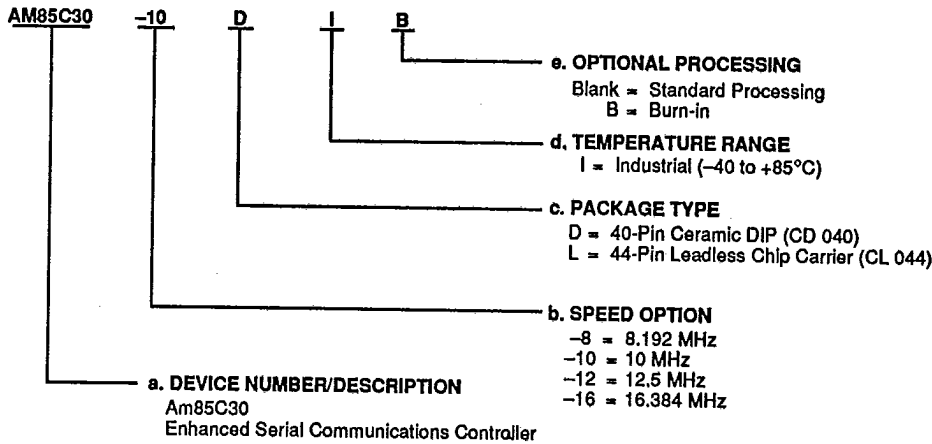 AM85C30 –10 D I B
e. OPTIONAL PROCESSING
Blank = Standard Processing
B = Burn-in
d. TEMPERATURE RANGE
I = Industrial (–40 to +85°C)
c. PACKAGE TYPE
D = 40-Pin Ceramic DIP (CD 040)
L = 44-Pin Leadless Chip Carrier (CL 044)
b. SPEED OPTION
–8 = 8.192 MHz
–10 = 10 MHz
–12 = 12.5 MHz
–16 = 16.384 MHz
a. DEVICE NUMBER/DESCRIPTION
Am85C30
Enhanced Serial Communications Controller